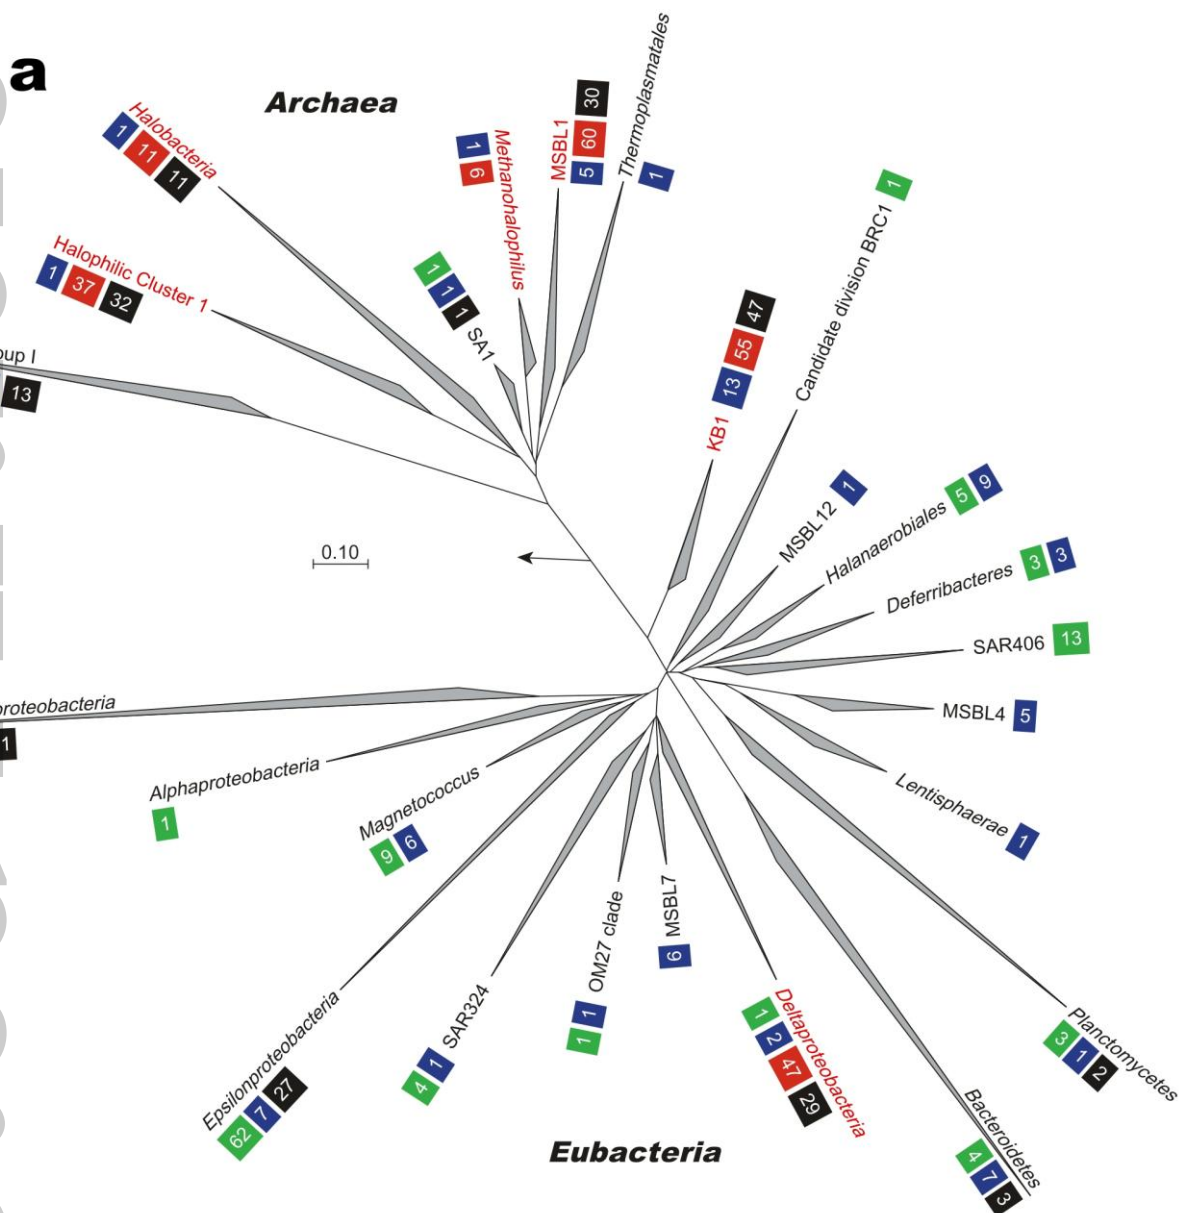 a
Archaea
Thermoplasmatales
1
MSBL1
30
60
5
Methanohalophilus
1
6
Halobacteria
1
11
11
Halophilic Cluster 1
1
37
32
SA1
1
1
1
oup I
13
Candidate division BRC1
1
KB1
47
55
13
MSBL12
1
Halanaerobiales
5
9
Deferribacteres
3
3
SAR406
13
MSBL4
5
Lentisphaerae
1
Planctomycetes
3
1
2
Bacteroidetes
4
7
3
Deltaproteobacteria
1
2
47
29
MSBL7
6
OM27 clade
1
1
SAR324
4
1
Epsilonproteobacteria
62
7
27
Magnetococcus
9
6
Alphaproteobacteria
1
proteobacteria
1
0.10
Eubacteria